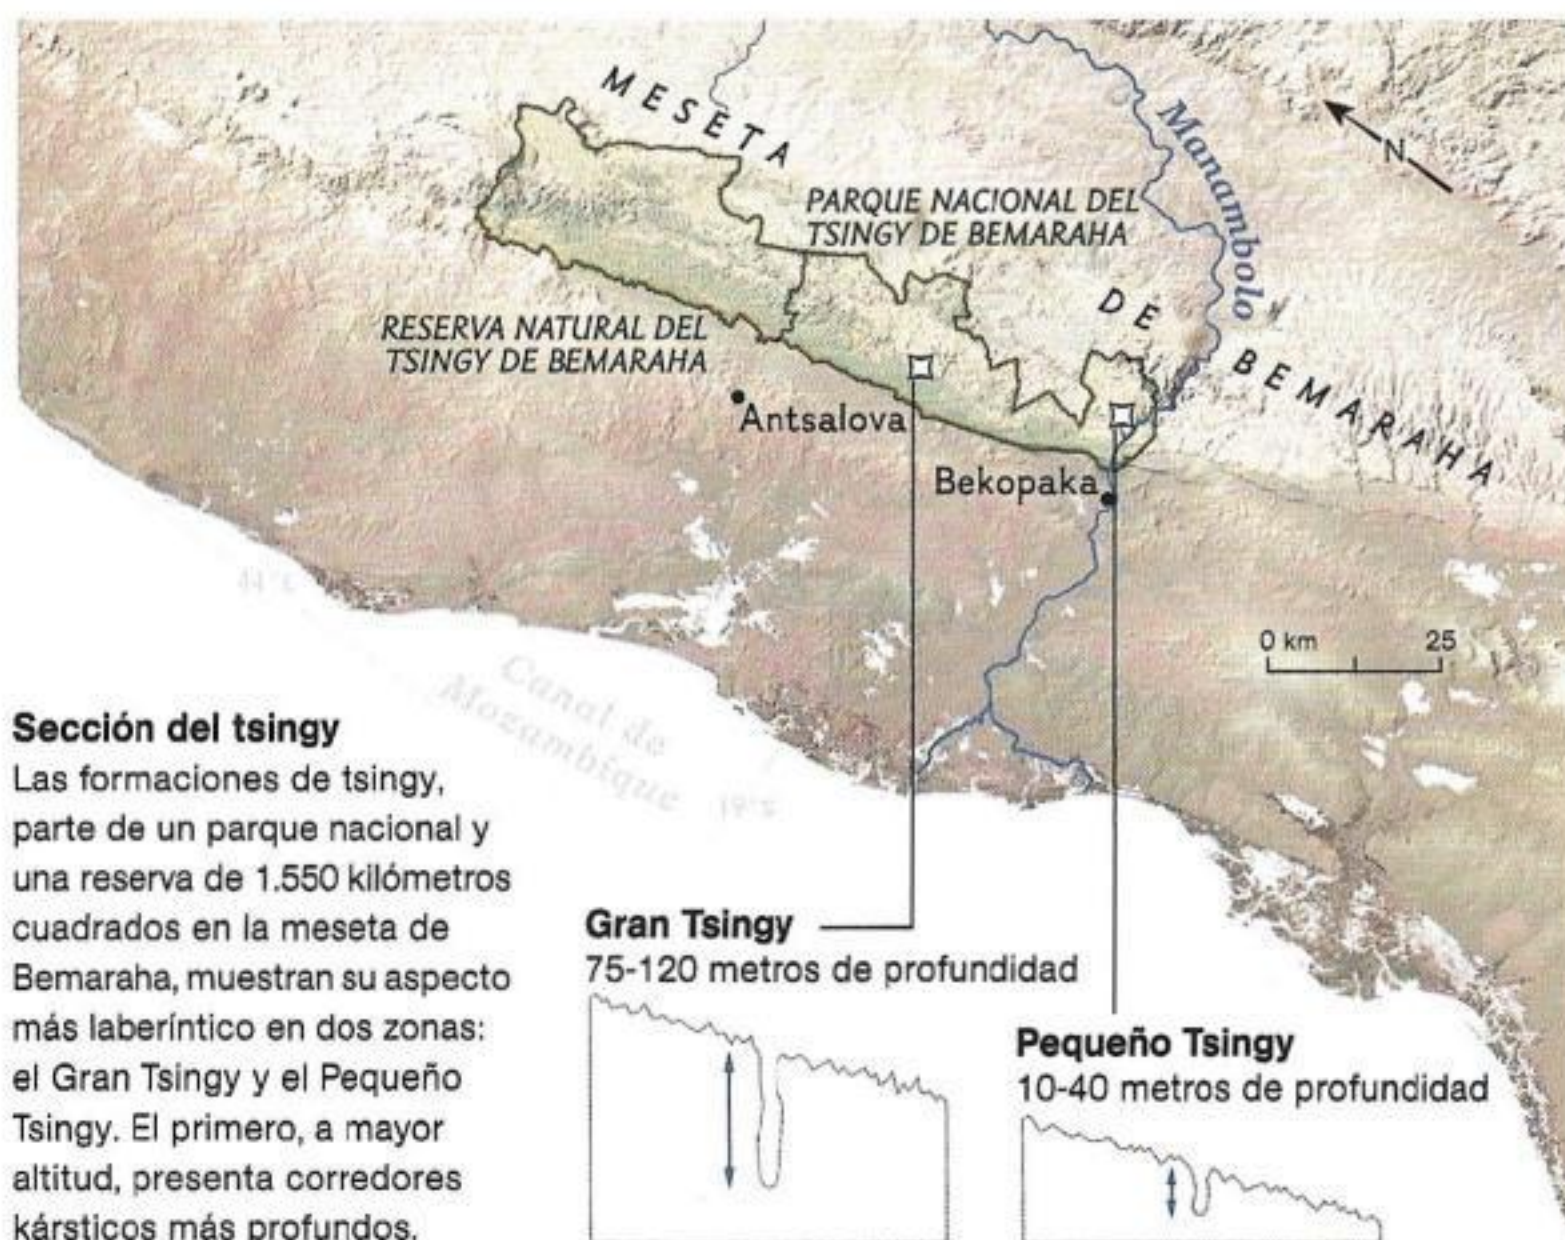 MESETA
DE
BEMARAHA
Manambolo
N
PARQUE NACIONAL DEL
TSINGY DE BEMARAHA
RESERVA NATURAL DEL
TSINGY DE BEMARAHA
Antsalova
Bekopaka
0 km 25
44°E
Canal de
Mozambique
19°S
Sección del tsingy
Las formaciones de tsingy,
parte de un parque nacional y
una reserva de 1.550 kilómetros
cuadrados en la meseta de
Bemaraha, muestran su aspecto
más laberíntico en dos zonas:
el Gran Tsingy y el Pequeño
Tsingy. El primero, a mayor
altitud, presenta corredores
kársticos más profundos.
Gran Tsingy
75-120 metros de profundidad
Pequeño Tsingy
10-40 metros de profundidad